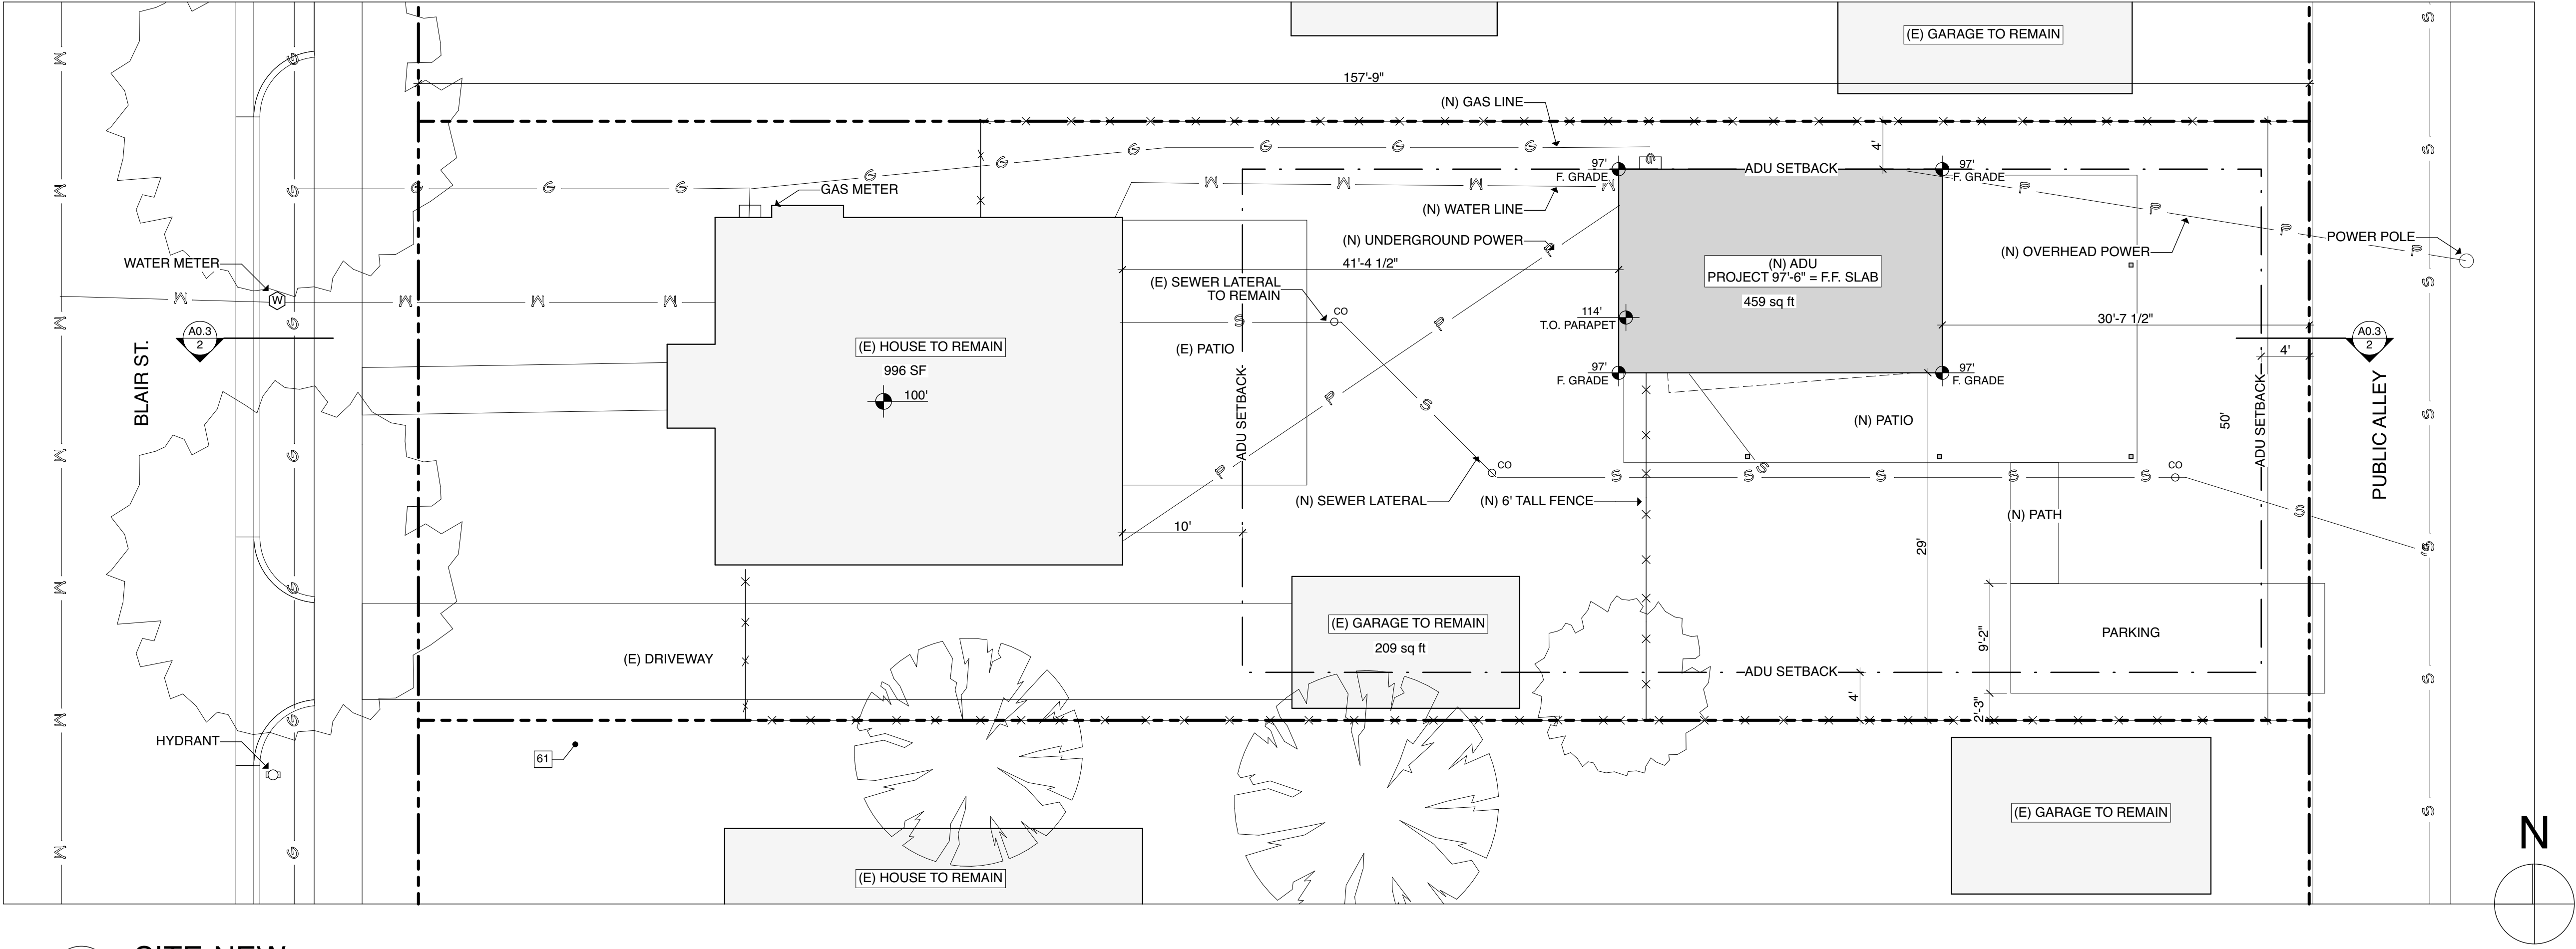 (E) GARAGE TO REMAIN
157'-9"
(N) GAS LINE
4'
97'
F. GRADE
ADU SETBACK
97'
F. GRADE
GAS METER
(N) WATER LINE
(N) UNDERGROUND POWER
POWER POLE
(N) OVERHEAD POWER
WATER METER
W
41'-4 1/2"
(N) ADU
PROJECT 97'-6" = F.F. SLAB
459 sq ft
(E) SEWER LATERAL
TO REMAIN
CO
114'
T.O. PARAPET
30'-7 1/2"
A0.3
2
BLAIR ST.
(E) HOUSE TO REMAIN
996 SF
100'
(E) PATIO
ADU SETBACK
97'
F. GRADE
97'
F. GRADE
4'
A0.3
2
PUBLIC ALLEY
50'
ADU SETBACK
(N) PATIO
CO
CO
(N) SEWER LATERAL
(N) 6' TALL FENCE
(N) PATH
10'
29'
(E) GARAGE TO REMAIN
209 sq ft
9'-2"
PARKING
(E) DRIVEWAY
ADU SETBACK
4'
2'-3"
HYDRANT
61
(E) GARAGE TO REMAIN
(E) HOUSE TO REMAIN
N
SITE NEW
G G G G G G G
G G G G G G G G
M M M M M M M
M M M M
M M M M
P P P P
P P P P
S S S S S S S S S
S S S S S S S